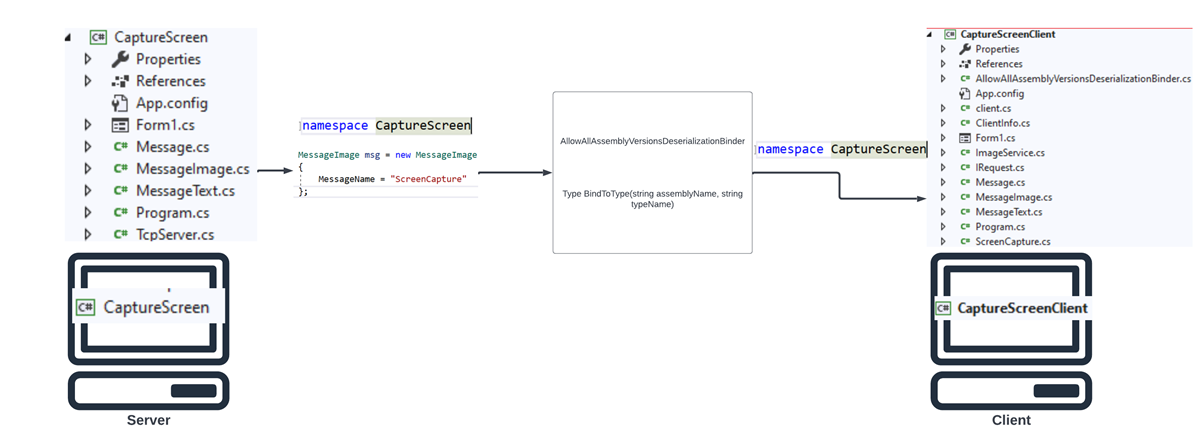 CaptureScreen
Properties
References
App.config
Form1.cs
Message.cs
MessageImage.cs
MessageText.cs
Program.cs
TcpServer.cs
namespace CaptureScreen
MessageImage msg = new MessageImage
{
MessageName = "ScreenCapture"
};
AllowAllAssemblyVersionsDeserializationBinder
Type BindToType(string assemblyName, string
typeName)
namespace CaptureScreen
CaptureScreenClient
Properties
References
AllowAllAssemblyVersionsDeserializationBinder.cs
App.config
client.cs
ClientInfo.cs
Form1.cs
ImageService.cs
IRequest.cs
Message.cs
MessageImage.cs
MessageText.cs
Program.cs
ScreenCapture.cs
C# CaptureScreen
Server
C# CaptureScreenClient
Client